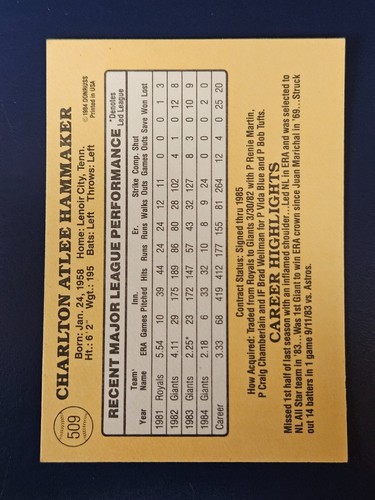 509
CHARLTON ATLEE HAMMAKER
© 1984 DONRUSS
Printed in USA
Born: Jan. 24, 1958 Home: Lenoir City, Tenn.
Ht.: 6'2" Wgt.: 195 Bats: Left Throws: Left
RECENT MAJOR LEAGUE PERFORMANCE *Denotes Led League
Year Team Name ERA Games Inn. Pitched Hits Runs Er. Runs Walks Strike Outs Comp. Games Shut Outs Save Won Lost
1981 Royals 5.54 10 39 44 24 24 12 11 0 0 0 1 3
1982 Giants 4.11 29 175 189 86 80 28 102 4 1 0 12 8
1983 Giants 2.25* 23 172 147 57 43 32 127 8 3 0 10 9
1984 Giants 2.18 6 33 32 10 8 9 24 0 0 0 2 0
Career 3.33 68 419 412 177 155 81 264 12 4 0 25 20
Contract Status: Signed thru 1985
How Acquired: Traded from Royals to Giants 3/30/82 with P Renie Martin,
P Craig Chamberlain and IF Brad Wellman for P Vida Blue and P Bob Tufts.
CAREER HIGHLIGHTS
Missed 1st half of last season with an inflamed shoulder...Led NL in ERA and was selected to
NL All Star team in '83...Was 1st Giant to win ERA crown since Juan Marichal in '69...Struck
out 14 batters in 1 game 9/11/83 vs. Astros.